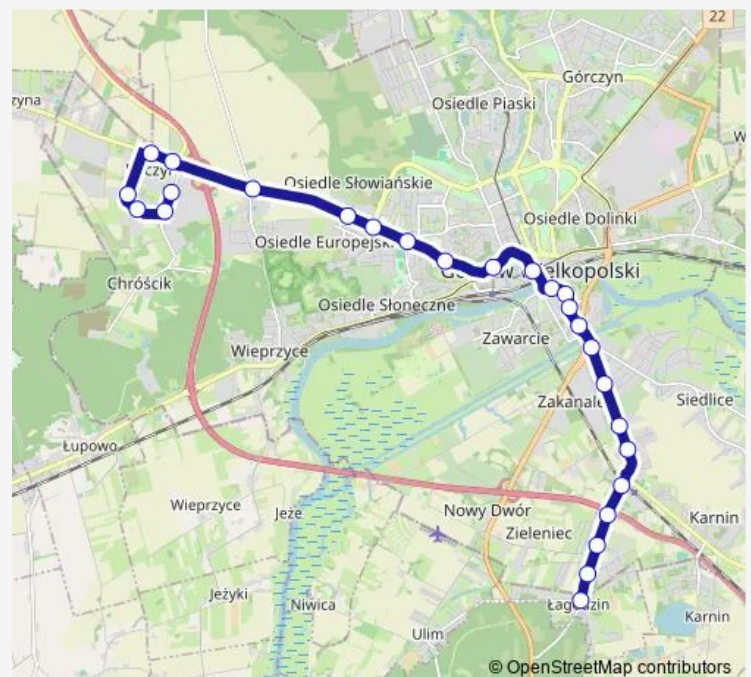 22
Górczyn
Osiedle Piaski
zyna
Osiedle Słowiańskie
Osiedle Dolinki
Osiedle Europejski
elkopolski
Chróścik
Osiedle Słoneczne
Zawarcie
Wieprzyce
Zakanale
Siedlice
Łupowo
Wieprzyce
Jeże
Nowy Dwór
Karnin
Zieleniec
Jeżyki
Niwica
Ulim
Karnin
© OpenStreetMap contributors